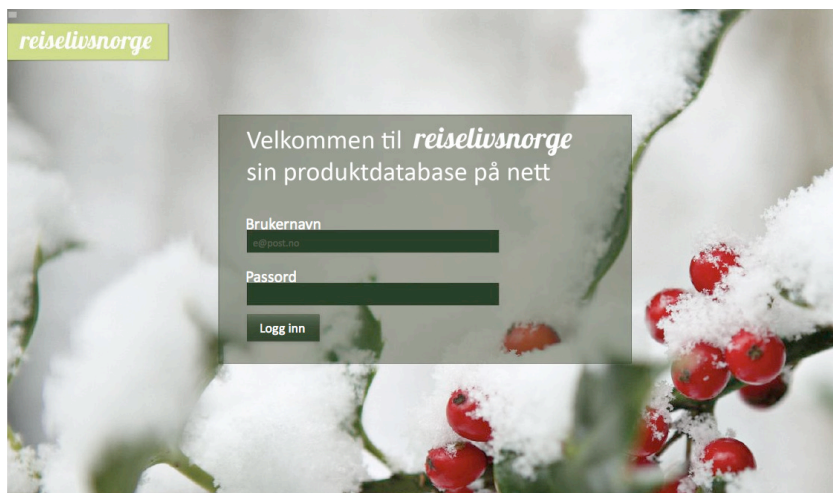 reiselivsnorge
Velkommen til reiselivsnorge
sin produktdatabase på nett
Brukernavn
e@post.no
Passord
Logg inn